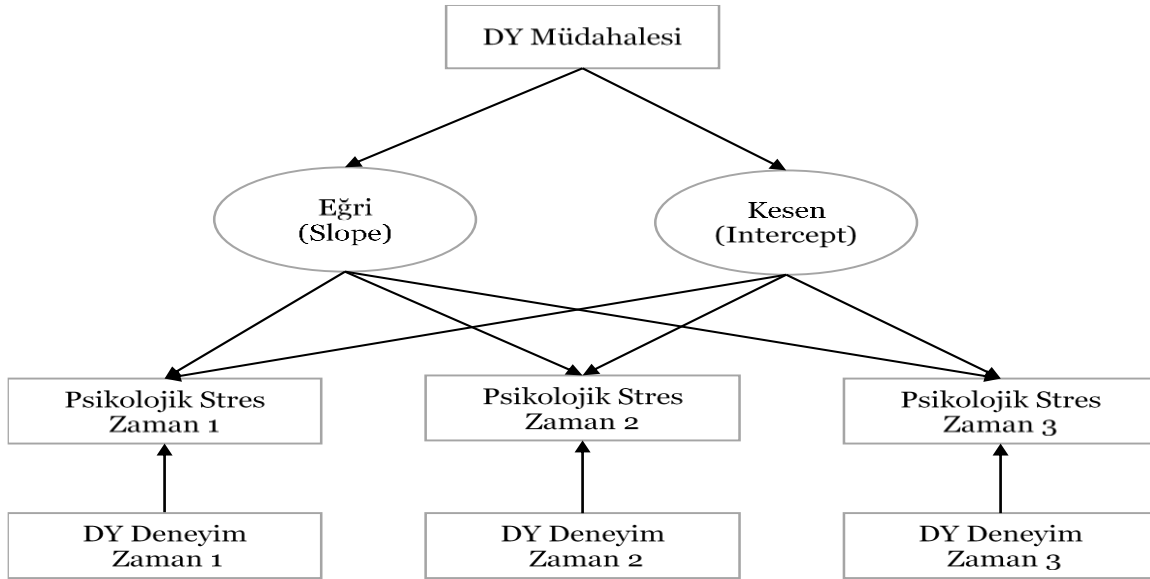 DY Müdahalesi
Eğri
(Slope)
Kesen
(Intercept)
Psikolojik Stres
Zaman 1
Psikolojik Stres
Zaman 2
Psikolojik Stres
Zaman 3
DY Deneyim
Zaman 1
DY Deneyim
Zaman 2
DY Deneyim
Zaman 3